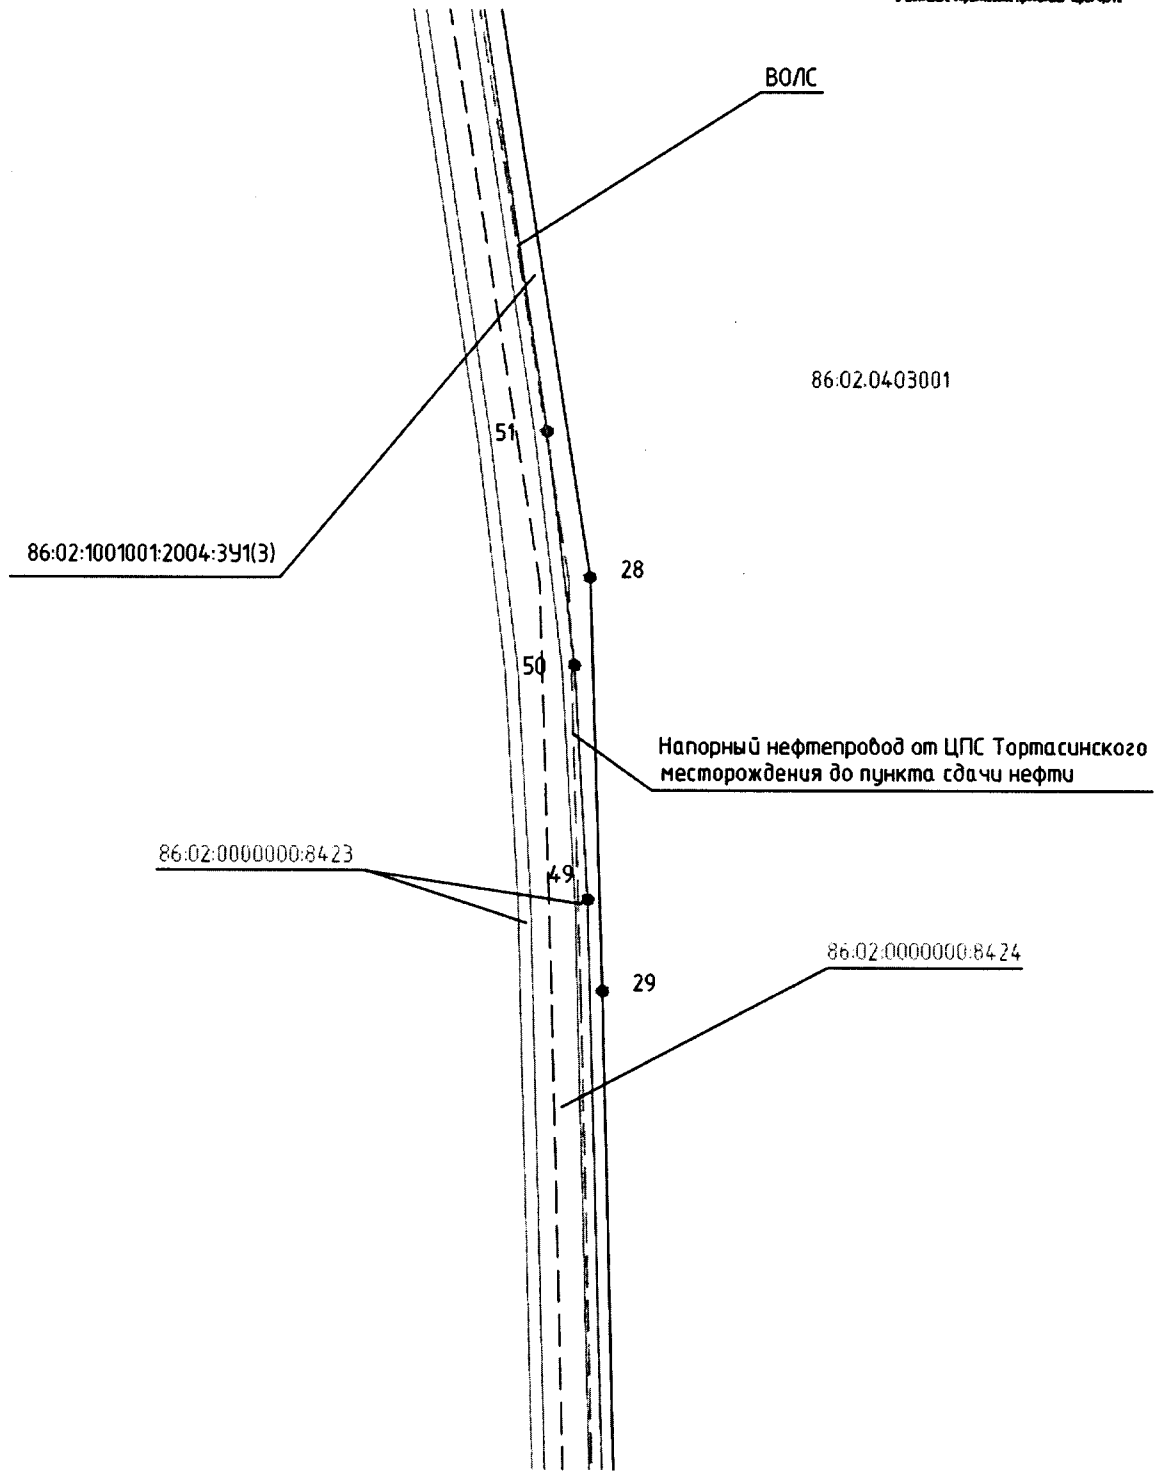 ВОЛС
86:02.0403001
51
86:02:1001001:2004:ЗУ1(3)
28
50
Напорный нефтепровод от ЦПС Тортасинского
месторождения до пункта сдачи нефти
86:02:0000000:8423
49
86:02:0000000:8424
29